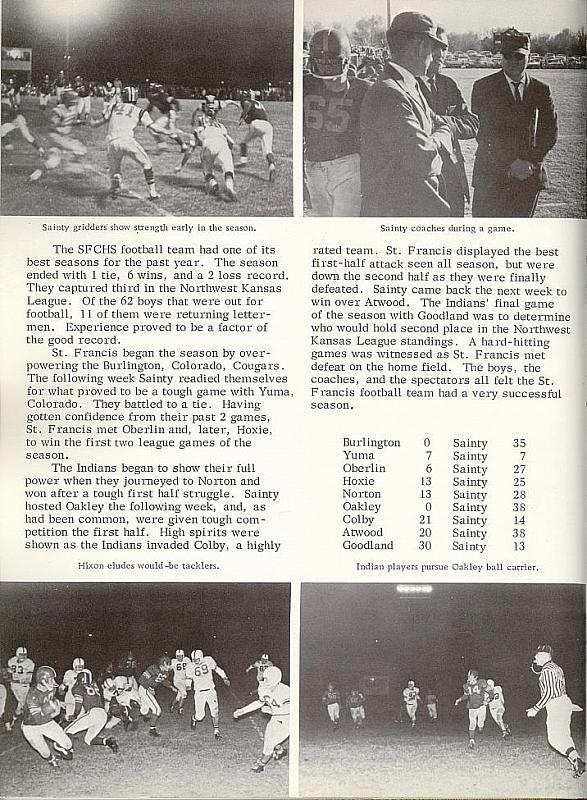 Sainty gridders show strength early in the season.
Sainty coaches during a game.
65
The SFCHS football team had one of its
best seasons for the past year. The season
ended with 1 tie, 6 wins, and a 2 loss record.
They captured third in the Northwest Kansas
League. Of the 62 boys that were out for
football, 11 of them were returning letter-
men. Experience proved to be a factor of
the good record.
St. Francis began the season by over-
powering the Burlington, Colorado, Cougars.
The following week Sainty readied themselves
for what proved to be a tough game with Yuma,
Colorado. They battled to a tie. Having
gotten confidence from their past 2 games,
St. Francis met Oberlin and, later, Hoxie,
to win the first two league games of the
season.
The Indians began to show their full
power when they journeyed to Norton and
won after a tough first half struggle. Sainty
hosted Oakley the following week, and, as
had been common, were given tough com-
petition the first half. High spirits were
shown as the Indians invaded Colby, a highly
rated team. St. Francis displayed the best
first-half attack seen all season, but were
down the second half as they were finally
defeated. Sainty came back the next week to
win over Atwood. The Indians' final game
of the season with Goodland was to determine
who would hold second place in the Northwest
Kansas League standings. A hard-hitting
games was witnessed as St. Francis met
defeat on the home field. The boys, the
coaches, and the spectators all felt the St.
Francis football team had a very successful
season.
Burlington 0 Sainty 35
Yuma 7 Sainty 7
Oberlin 6 Sainty 27
Hoxie 13 Sainty 25
Norton 13 Sainty 28
Oakley 0 Sainty 38
Colby 21 Sainty 14
Atwood 20 Sainty 38
Goodland 30 Sainty 13
Hixon eludes would-be tacklers.
Indian players pursue Oakley ball carrier.
33
68
69